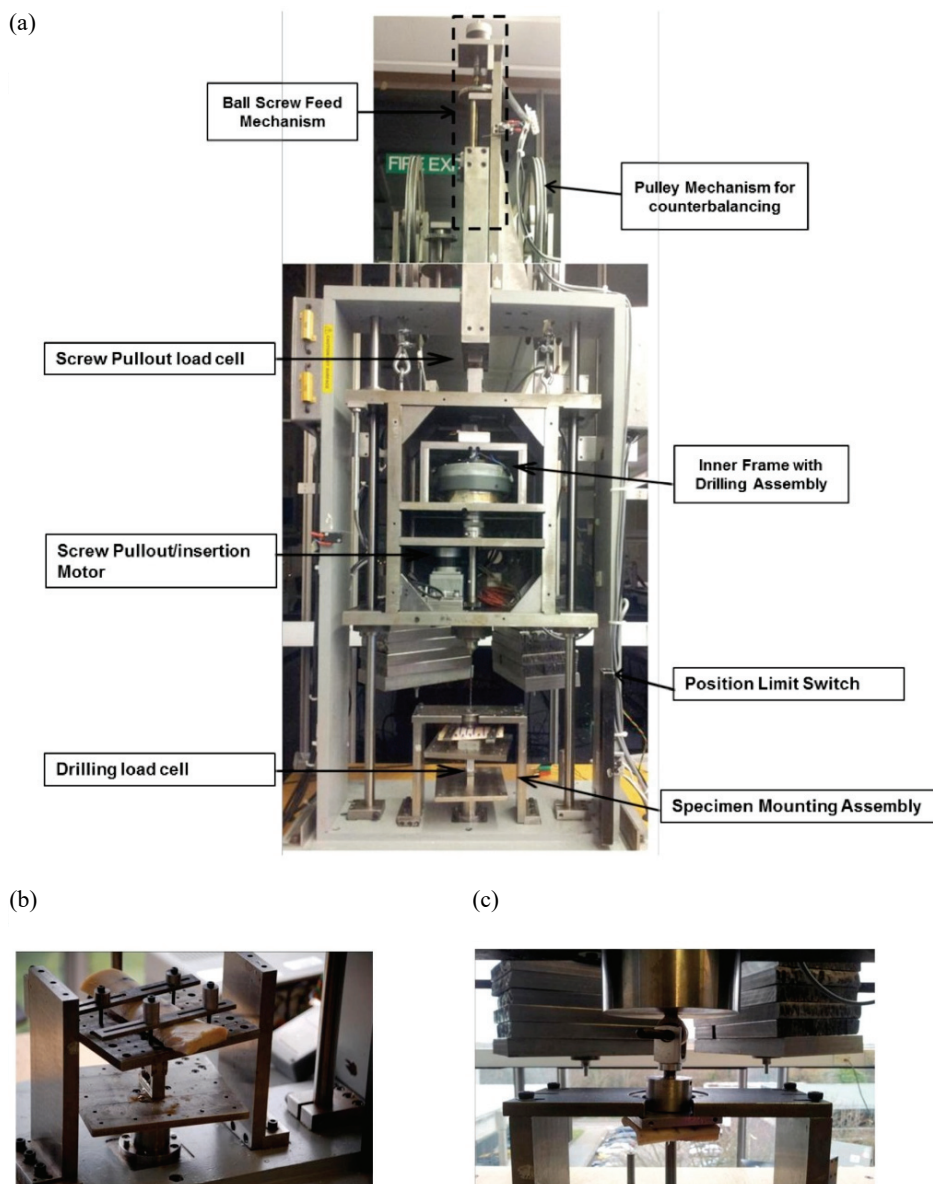 (a)
Ball Screw Feed
Mechanism
FIRE EX
Pulley Mechanism for
counterbalancing
Screw Pullout load cell
Inner Frame with
Drilling Assembly
Screw Pullout/insertion
Motor
Position Limit Switch
Drilling load cell
Specimen Mounting Assembly
(b)
(c)